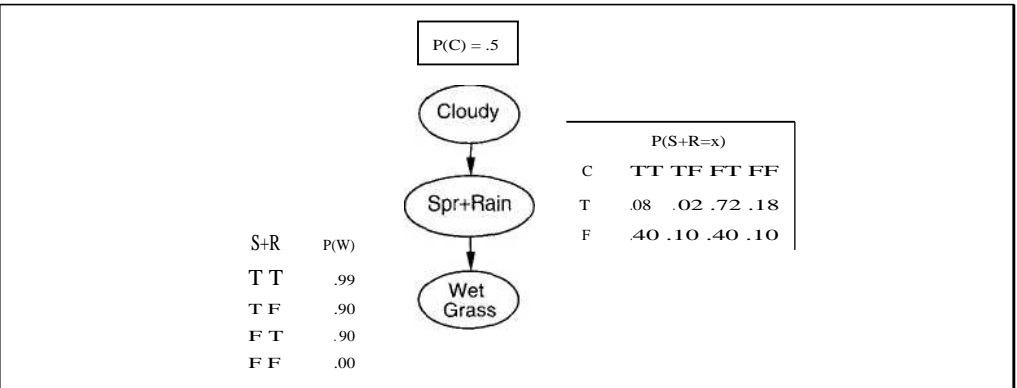 P(C) = .5
Cloudy
P(S+R=x)
C TT TF FT FF
T .08 .02 .72 .18
F .40 .10 .40 .10
Spr+Rain
S+R P(W)
T T .99
T F .90
F T .90
F F .00
Wet
Grass